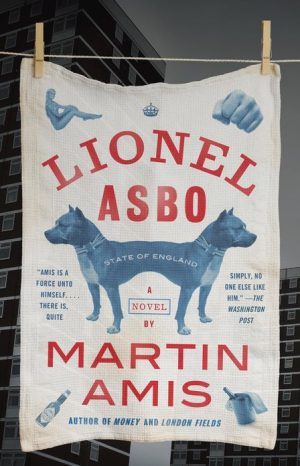 LIONEL
ASBO
STATE OF ENGLAND
"AMIS IS A
FORCE UNTO
HIMSELF. . . .
THERE IS,
QUITE
SIMPLY, NO
ONE ELSE LIKE
HIM." —THE
WASHINGTON
POST
A
NOVEL
BY
MARTIN
AMIS
AUTHOR OF MONEY AND LONDON FIELDS